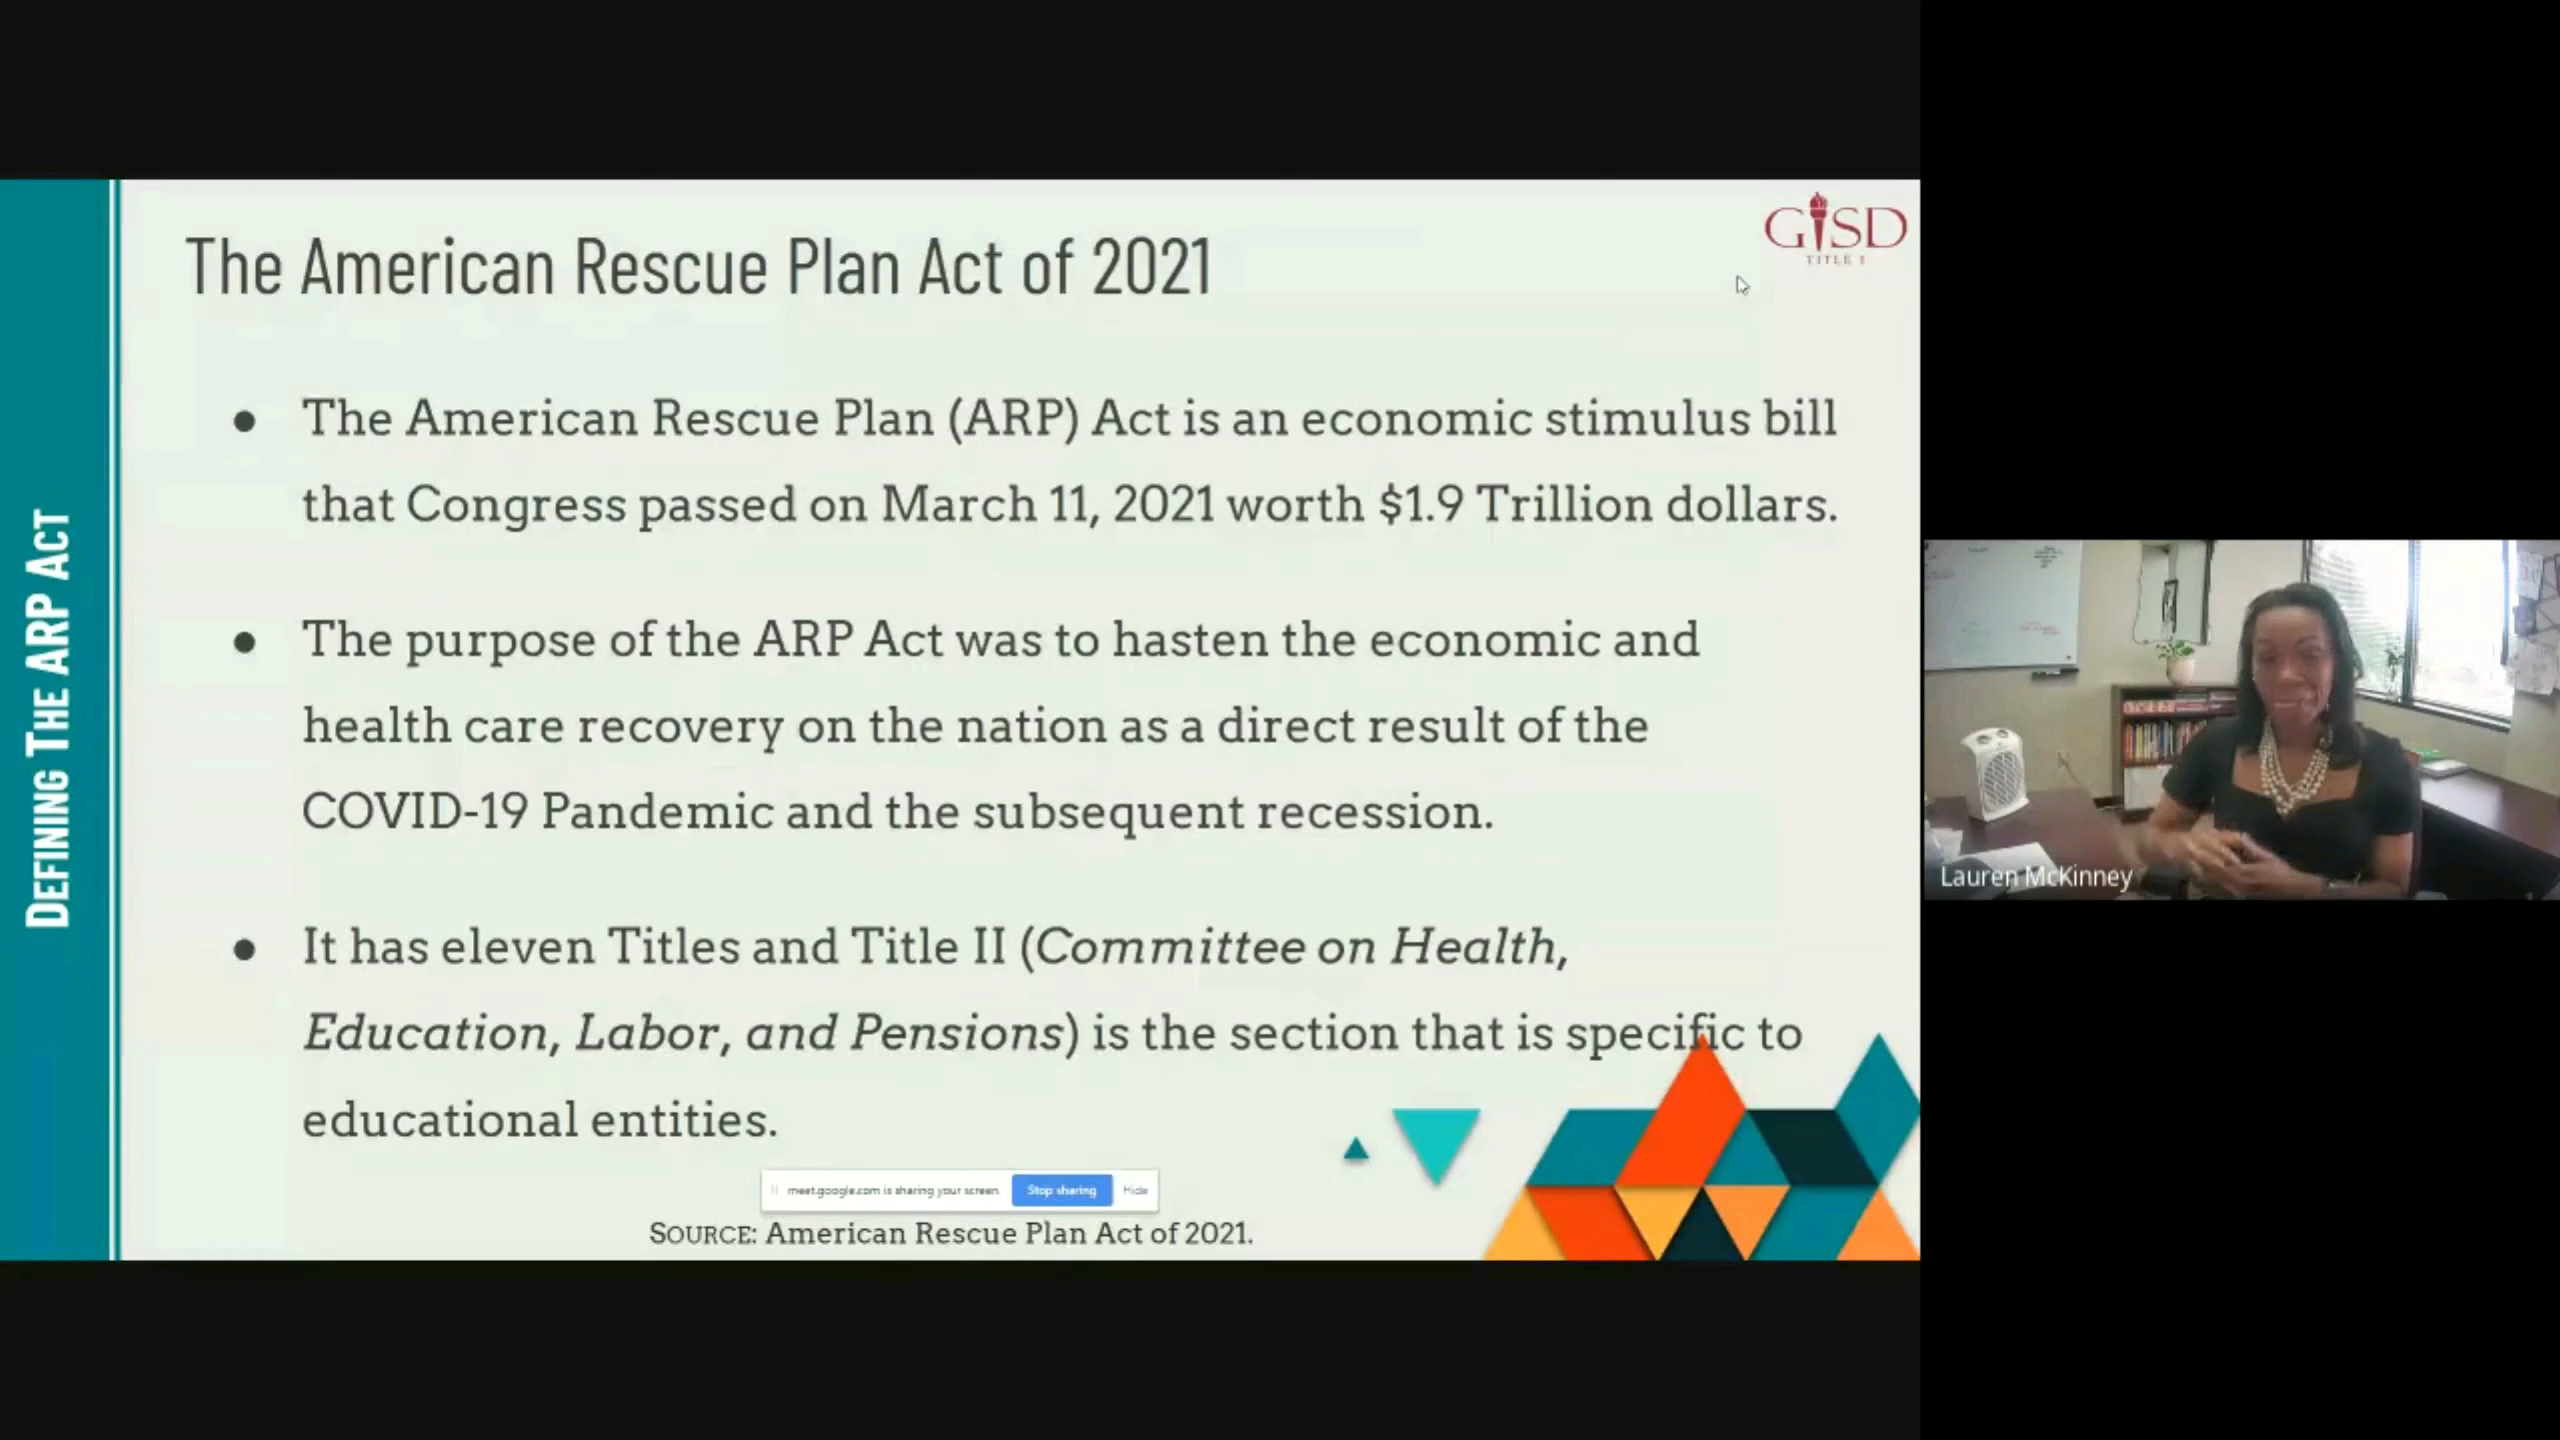 DEFINING THE ARP ACT
The American Rescue Plan Act of 2021
GISD
TITLE I
● The American Rescue Plan (ARP) Act is an economic stimulus bill
that Congress passed on March 11, 2021 worth $1.9 Trillion dollars.
● The purpose of the ARP Act was to hasten the economic and
health care recovery on the nation as a direct result of the
COVID-19 Pandemic and the subsequent recession.
● It has eleven Titles and Title II (Committee on Health,
Education, Labor, and Pensions) is the section that is specific to
educational entities.
meet.google.com is sharing your screen. Stop sharing Hide
SOURCE: American Rescue Plan Act of 2021.
Lauren McKinney